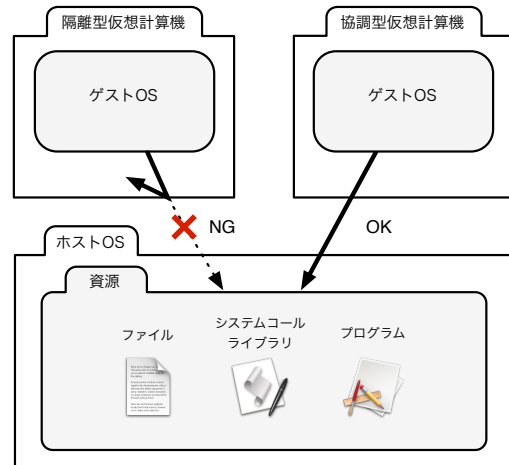 隔離型仮想計算機
協調型仮想計算機
ゲストOS
ゲストOS
NG
OK
ホストOS
資源
ファイル
システムコール
ライブラリ
プログラム